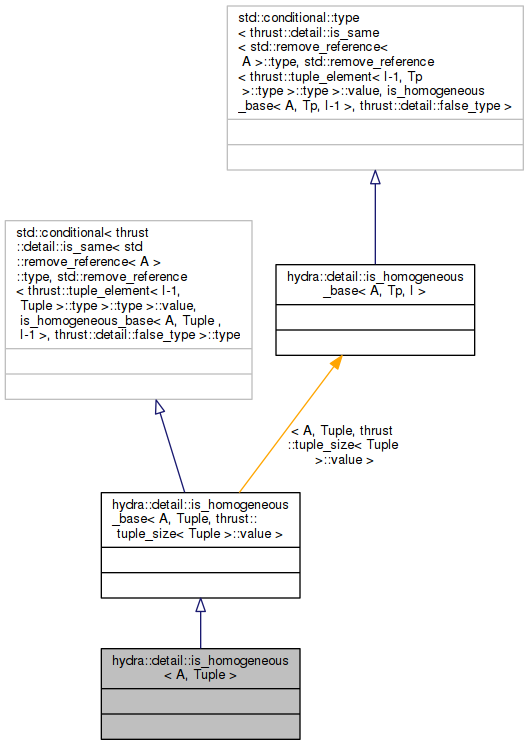 std::conditional::type
< thrust::detail::is_same
< std::remove_reference<
A >::type, std::remove_reference
< thrust::tuple_element< I-1, Tp
>::type >::type >::value, is_homogeneous
_base< A, Tp, I-1 >, thrust::detail::false_type >
std::conditional< thrust
::detail::is_same< std
::remove_reference< A >
::type, std::remove_reference
< thrust::tuple_element< I-1,
Tuple >::type >::type >::value,
is_homogeneous_base< A, Tuple ,
I-1 >, thrust::detail::false_type >::type
hydra::detail::is_homogeneous
_base< A, Tp, I >
< A, Tuple, thrust
::tuple_size< Tuple
>::value >
hydra::detail::is_homogeneous
_base< A, Tuple, thrust::
tuple_size< Tuple >::value >
hydra::detail::is_homogeneous
< A, Tuple >